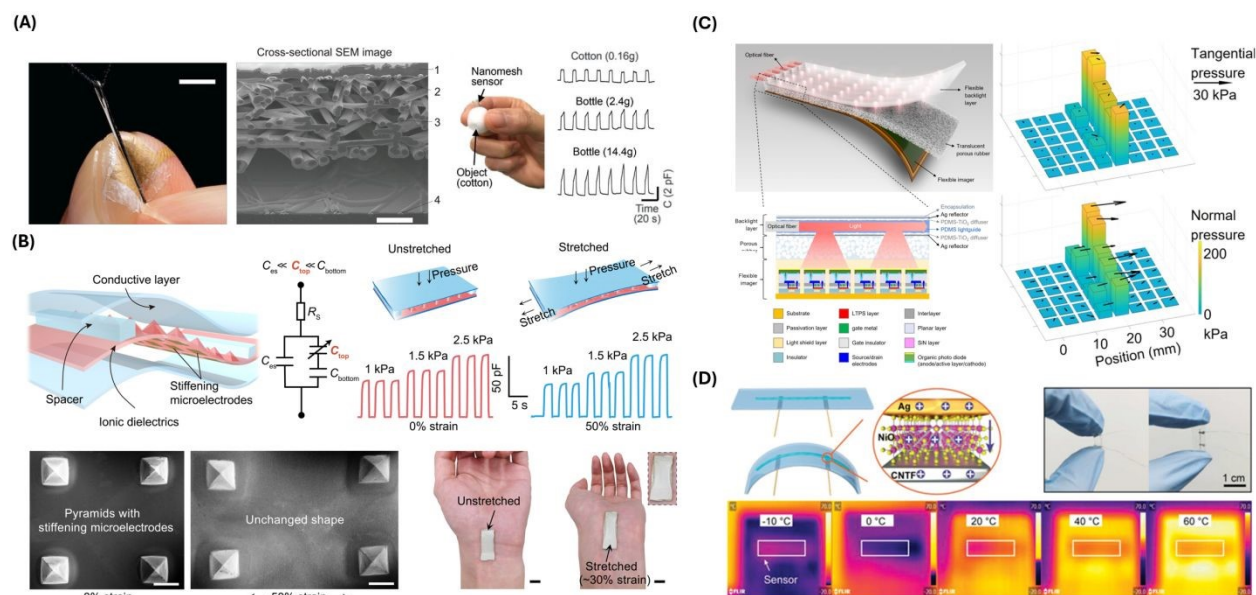 (A)
Cross-sectional SEM image
1
2
3
4
Nanomesh
sensor
Object
(cotton)
Cotton (0.16g)
Bottle (2.4g)
Bottle (14.4g)
C (2 pF)
Time
(20 s)
(B)
Conductive layer
Spacer
Ionic dielectrics
Stiffening
microelectrodes
Ces << Ctop << Cbottom
RS
Ces
Ctop
Cbottom
Unstretched
Pressure
Stretched
Pressure
Stretch
Stretch
1 kPa
1.5 kPa
2.5 kPa
0% strain
50 pF
5 s
1 kPa
1.5 kPa
2.5 kPa
50% strain
Pyramids with
stiffening microelectrodes
Unchanged shape
0% strain
50% strain
Unstretched
Stretched
(~30% strain)
(C)
Optical fiber
Flexible
backlight
layer
Translucent
porous rubber
Flexible imager
Backlight
layer
Optical fiber
Light
Encapsulation
Ag reflector
PDMS-TiO2 diffuser
PDMS lightguide
PDMS-TiO2 diffuser
Ag reflector
Porous
Flexible
imager
Substrate
LTPS layer
Interlayer
Passivation layer
gate metal
Planar layer
Light shield layer
Gate insulator
SiN layer
Insulator
Source/drain
electrodes
Organic photo diode
(anode/active layer/cathode)
Tangential
pressure
30 kPa
Normal
pressure
200
0
kPa
0
10
20
30
Position (mm)
(D)
Ag
NiO
CNTF
1 cm
-10 °C
0 °C
20 °C
40 °C
60 °C
Sensor